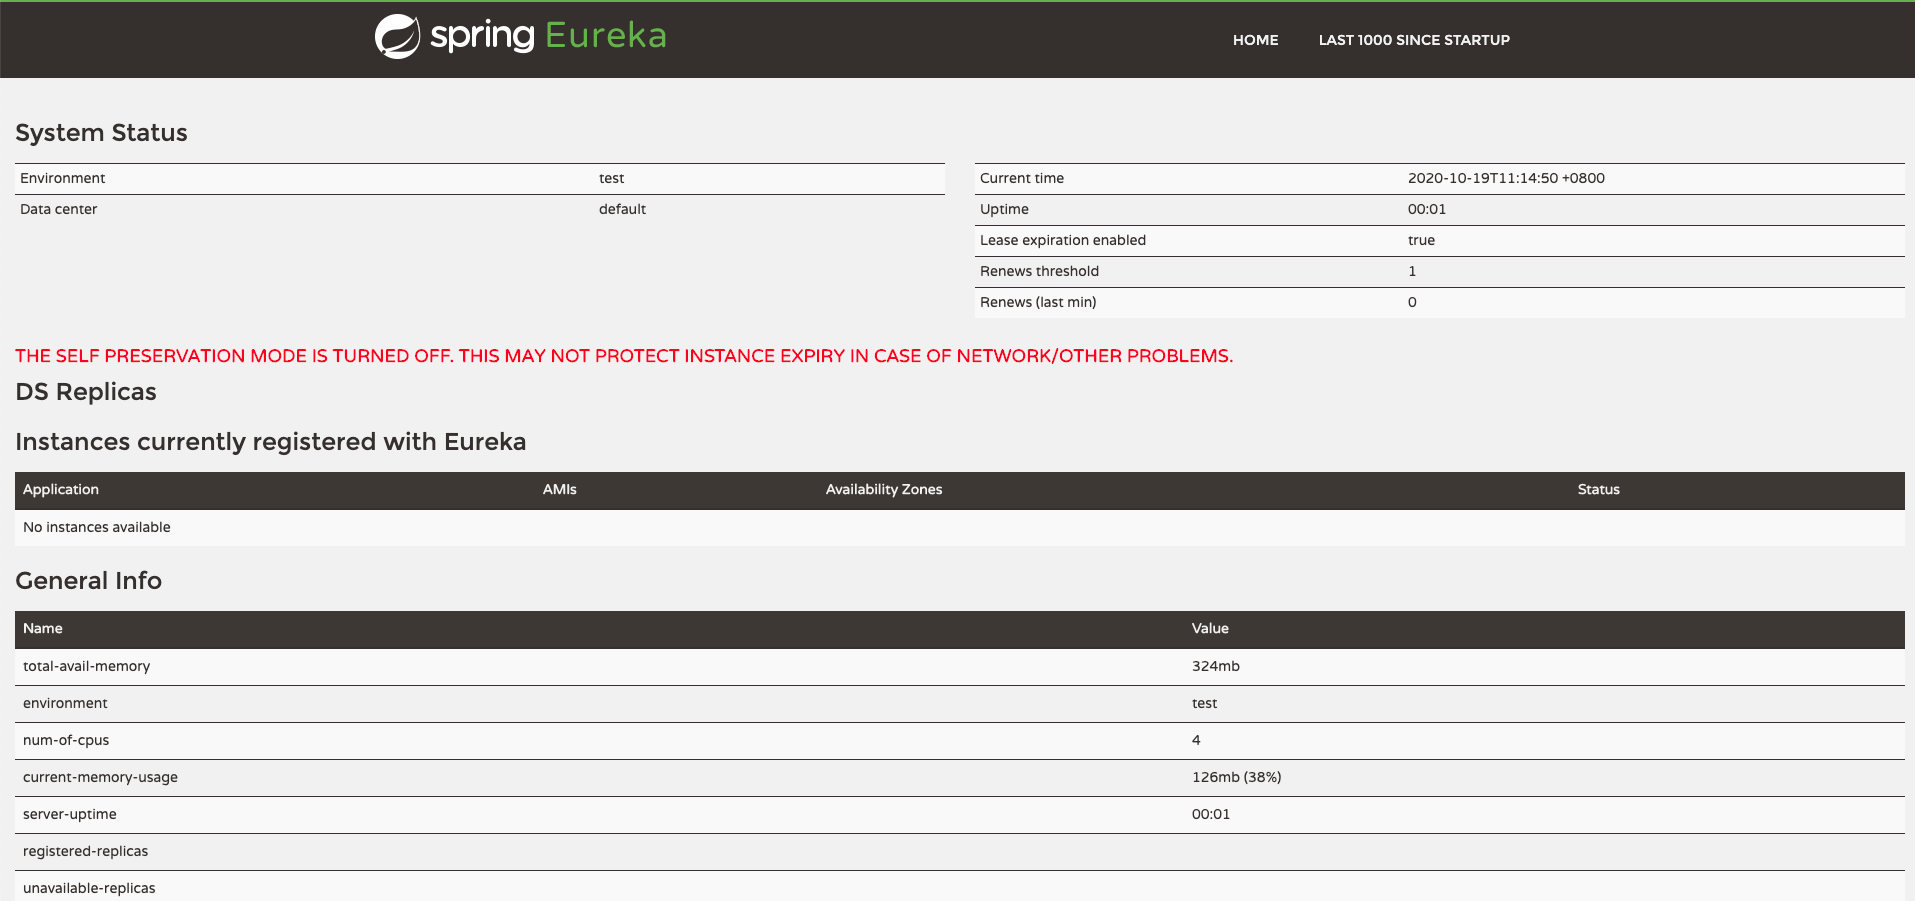 spring Eureka
HOME LAST 1000 SINCE STARTUP
System Status
Environment test
Data center default
Current time 2020-10-19T11:14:50 +0800
Uptime 00:01
Lease expiration enabled true
Renews threshold 1
Renews (last min) 0
THE SELF PRESERVATION MODE IS TURNED OFF. THIS MAY NOT PROTECT INSTANCE EXPIRY IN CASE OF NETWORK/OTHER PROBLEMS.
DS Replicas
Instances currently registered with Eureka
Application AMIs Availability Zones Status
No instances available
General Info
Name Value
total-avail-memory 324mb
environment test
num-of-cpus 4
current-memory-usage 126mb (38%)
server-uptime 00:01
registered-replicas
unavailable-replicas